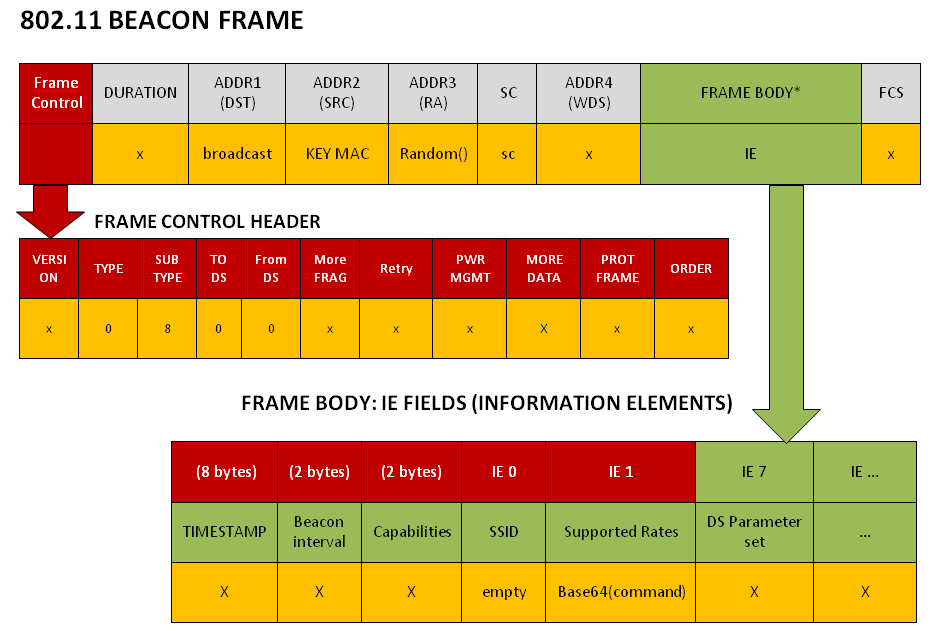 802.11 BEACON FRAME
Frame Control
DURATION
ADDR1 (DST)
ADDR2 (SRC)
ADDR3 (RA)
SC
ADDR4 (WDS)
FRAME BODY*
FCS
x
broadcast
KEY MAC
Random()
sc
x
IE
x
FRAME CONTROL HEADER
VERSI
ON
TYPE
SUB
TYPE
TO
DS
From
DS
More
FRAG
Retry
PWR
MGMT
MORE
DATA
PROT
FRAME
ORDER
x
0
8
0
0
x
x
x
X
x
x
FRAME BODY: IE FIELDS (INFORMATION ELEMENTS)
(8 bytes)
(2 bytes)
(2 bytes)
IE 0
IE 1
IE 7
IE ...
TIMESTAMP
Beacon
interval
Capabilities
SSID
Supported Rates
DS Parameter
set
...
X
X
X
empty
Base64(command)
X
X